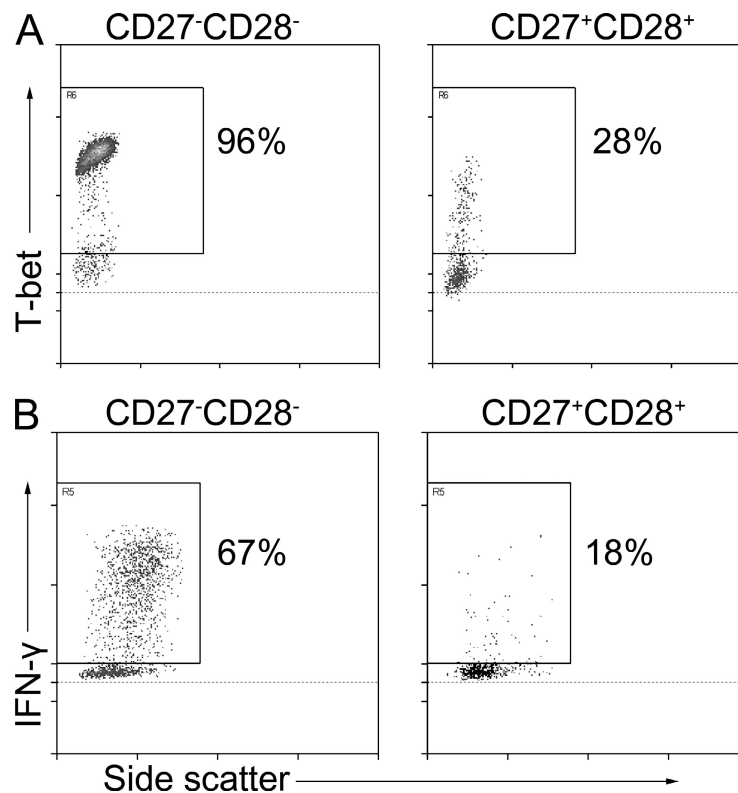 A
CD27⁻CD28⁻
CD27⁺CD28⁺
R6
96%
R6
28%
T-bet
B
CD27⁻CD28⁻
CD27⁺CD28⁺
R5
67%
R5
18%
IFN-γ
Side scatter